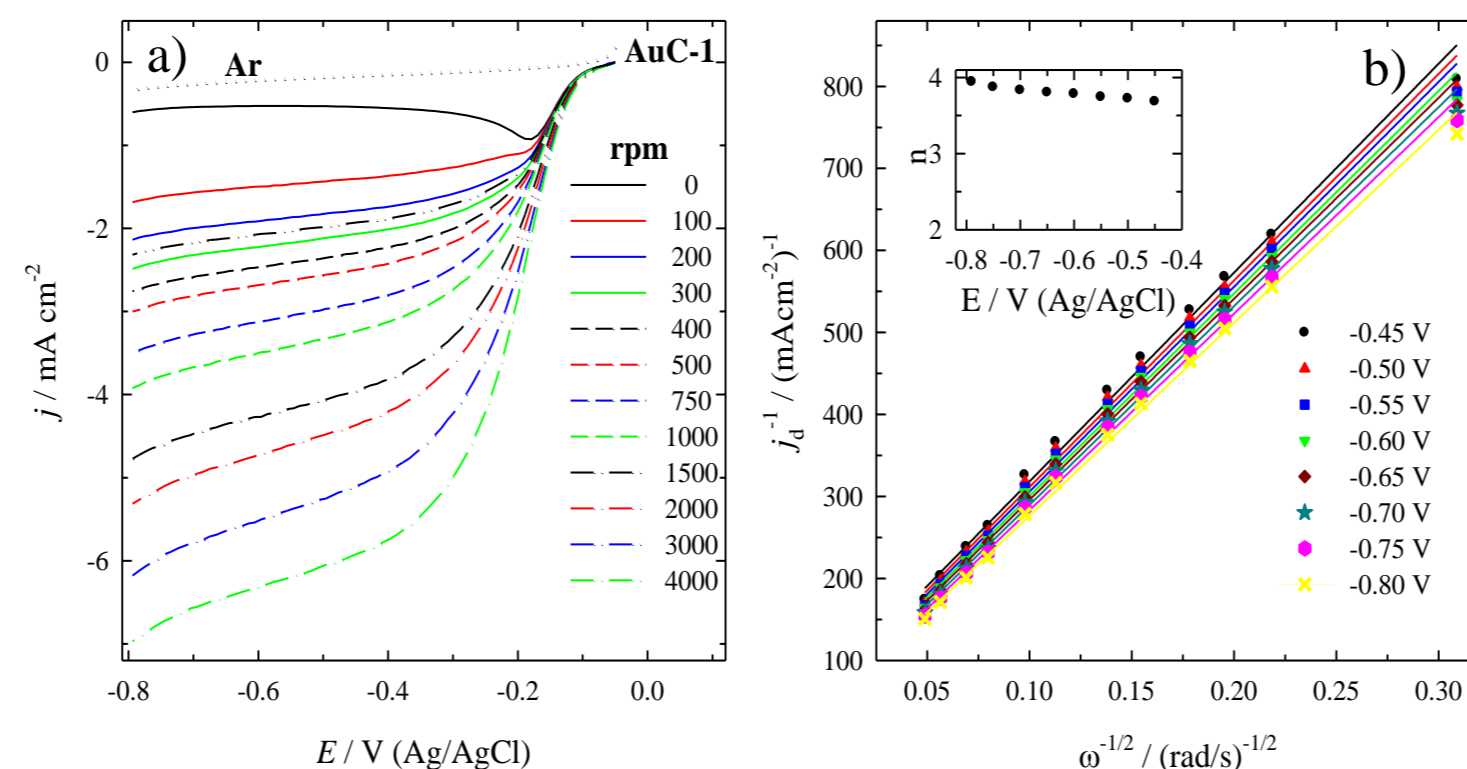 a)
Ar
AuC-1
rpm
0
100
200
300
400
500
750
1000
1500
2000
3000
4000
0
-2
-4
-6
j / mA cm⁻²
-0.8 -0.6 -0.4 -0.2 0.0
E / V (Ag/AgCl)
b)
4
3
2
n
-0.8 -0.7 -0.6 -0.5 -0.4
E / V (Ag/AgCl)
-0.45 V
-0.50 V
-0.55 V
-0.60 V
-0.65 V
-0.70 V
-0.75 V
-0.80 V
800
700
600
500
400
300
200
100
j_d⁻¹ / (mAcm⁻²)⁻¹
0.05 0.10 0.15 0.20 0.25 0.30
ω⁻¹/² / (rad/s)⁻¹/²